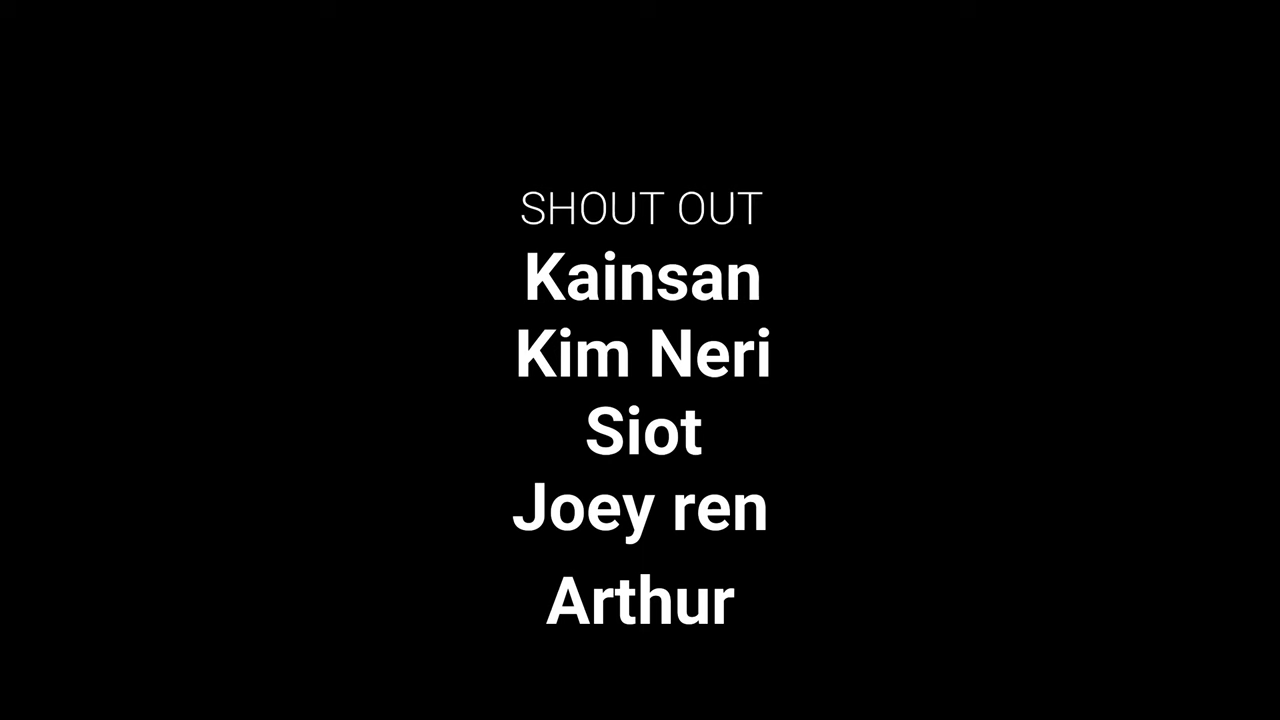 SHOUT OUT
Kainsan
Kim Neri
Siot
Joey ren
Arthur